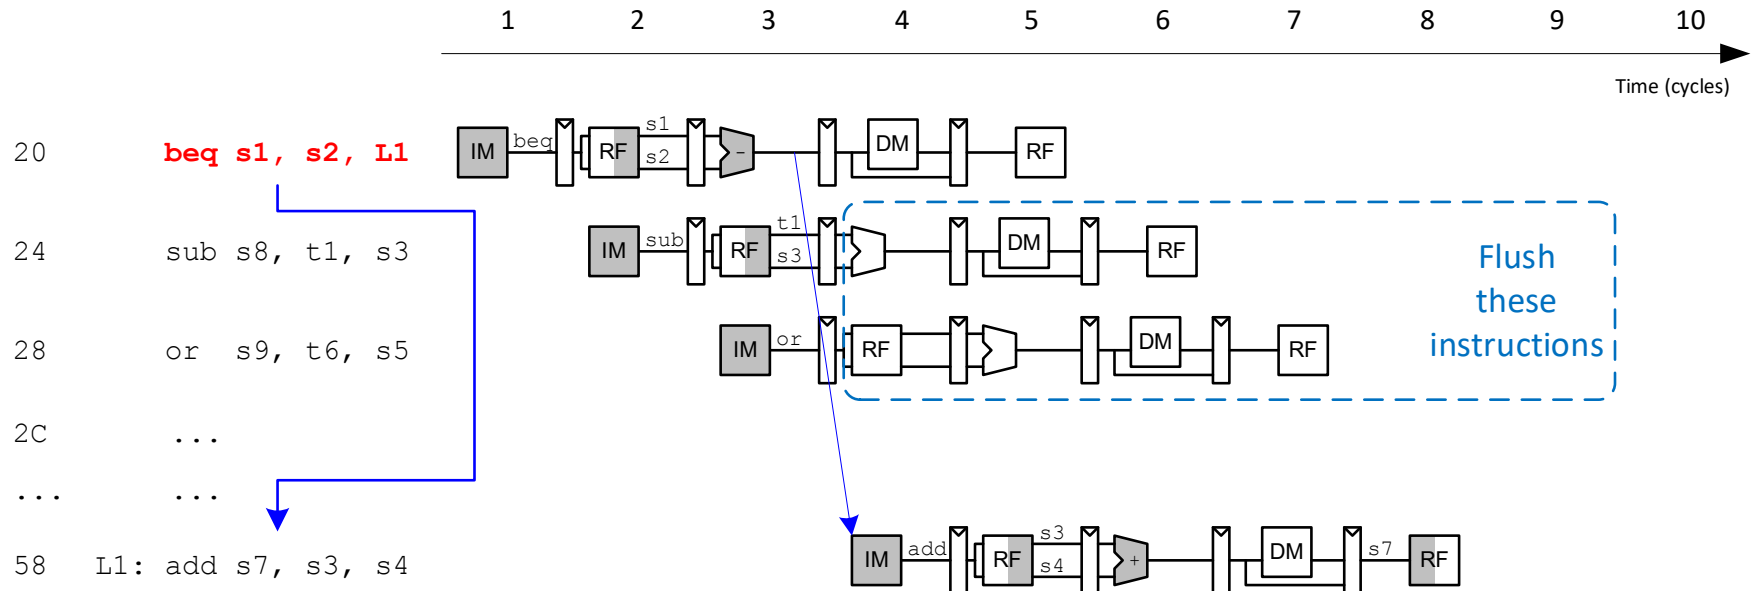 1 2 3 4 5 6 7 8 9 10
Time (cycles)
20 beq s1, s2, L1 IM beq RF s1 s2 - DM RF
24 sub s8, t1, s3 IM sub RF t1 s3 DM RF
28 or s9, t6, s5 IM or RF DM RF
Flush
these
instructions
2C ...
... ...
58 L1: add s7, s3, s4 IM add RF s3 s4 + DM s7 RF